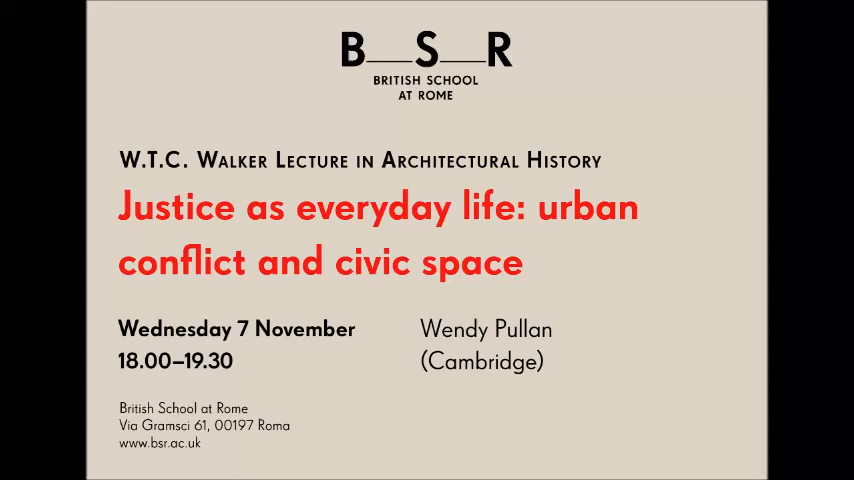 B__S__R
BRITISH SCHOOL
AT ROME
W.T.C. WALKER LECTURE IN ARCHITECTURAL HISTORY
Justice as everyday life: urban
conflict and civic space
Wednesday 7 November
18.00–19.30
Wendy Pullan
(Cambridge)
British School at Rome
Via Gramsci 61, 00197 Roma
www.bsr.ac.uk